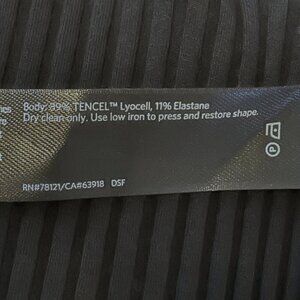 Body: 89% TENCEL™ Lyocell, 11% Elastane
Dry clean only. Use low iron to press and restore shape.
P
RN#78121/CA#63918 DSF